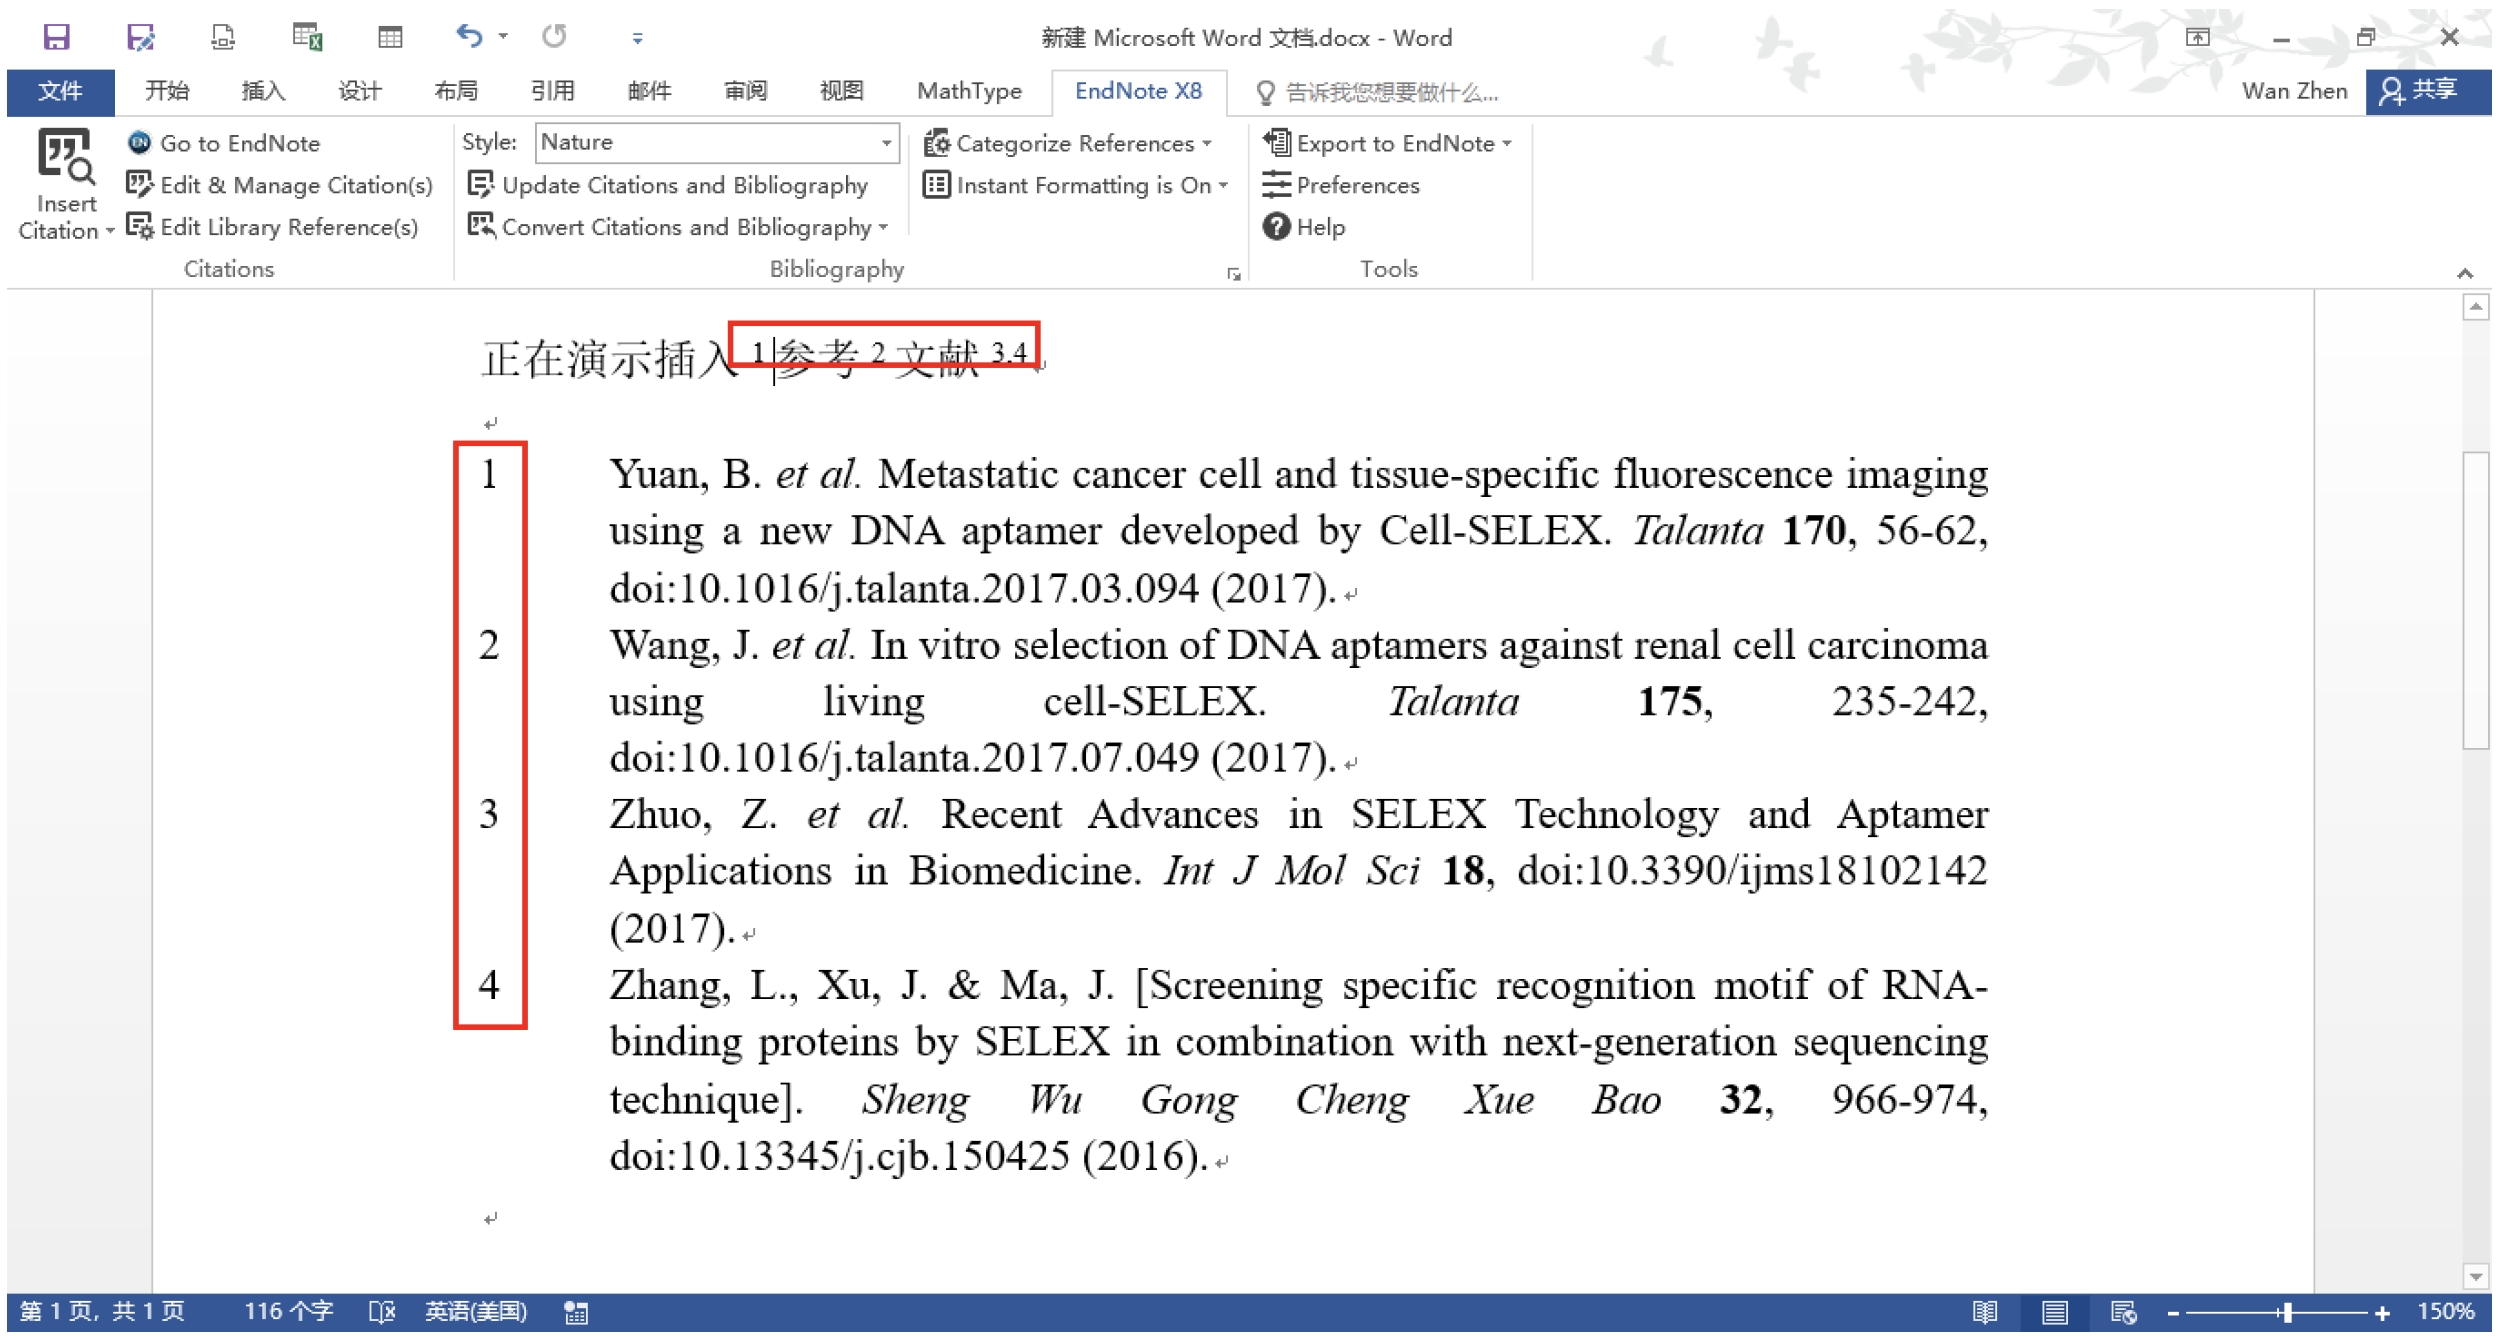 新建 Microsoft Word 文档.docx - Word
文件 开始 插入 设计 布局 引用 邮件 审阅 视图 MathType EndNote X8 告诉我您想要做什么... Wan Zhen 共享
Insert Citation
Go to EndNote
Edit & Manage Citation(s)
Edit Library Reference(s)
Citations
Style: Nature
Update Citations and Bibliography
Convert Citations and Bibliography
Categorize References
Instant Formatting is On
Bibliography
Export to EndNote
Preferences
Help
Tools
正在演示插入 1 参考 2 文献 3,4
1 Yuan, B. et al. Metastatic cancer cell and tissue-specific fluorescence imaging
using a new DNA aptamer developed by Cell-SELEX. Talanta 170, 56-62,
doi:10.1016/j.talanta.2017.03.094 (2017).
2 Wang, J. et al. In vitro selection of DNA aptamers against renal cell carcinoma
using living cell-SELEX. Talanta 175, 235-242,
doi:10.1016/j.talanta.2017.07.049 (2017).
3 Zhuo, Z. et al. Recent Advances in SELEX Technology and Aptamer
Applications in Biomedicine. Int J Mol Sci 18, doi:10.3390/ijms18102142
(2017).
4 Zhang, L., Xu, J. & Ma, J. [Screening specific recognition motif of RNA-
binding proteins by SELEX in combination with next-generation sequencing
technique]. Sheng Wu Gong Cheng Xue Bao 32, 966-974,
doi:10.13345/j.cjb.150425 (2016).
第 1 页, 共 1 页 116 个字 英语(美国) 150%